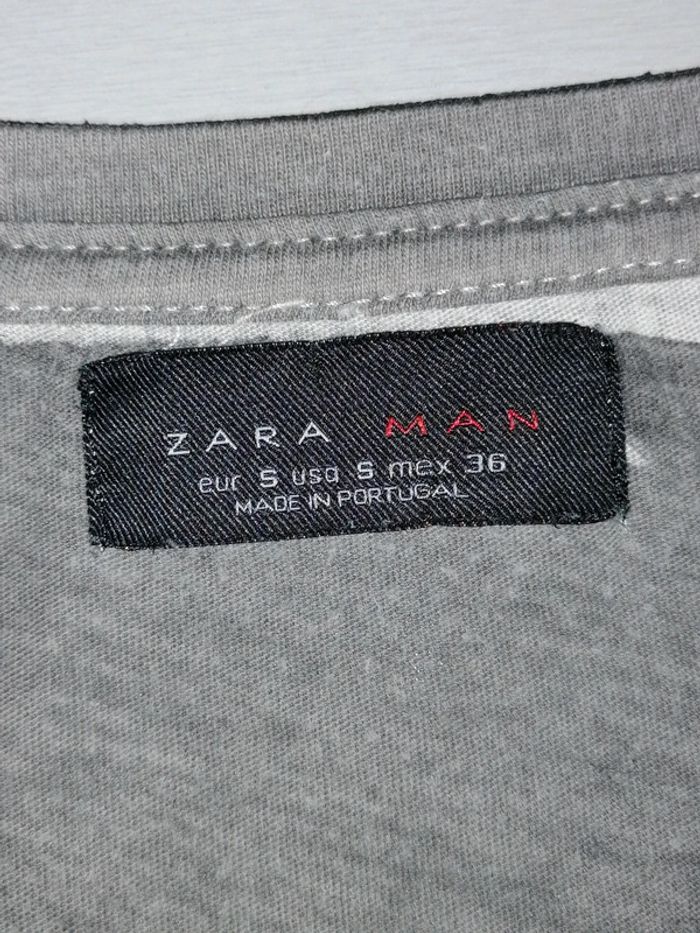 ZARA MAN
eur S usa S mex 36
MADE IN PORTUGAL